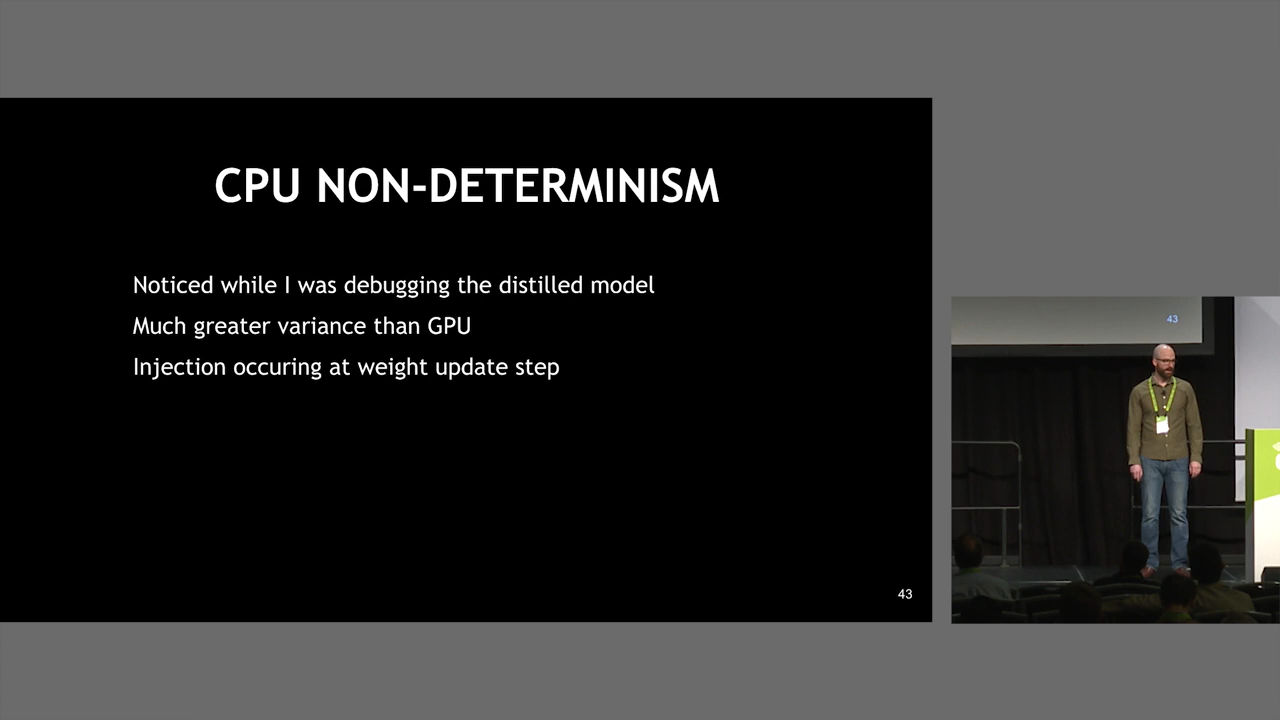 CPU NON-DETERMINISM
Noticed while I was debugging the distilled model
Much greater variance than GPU
Injection occuring at weight update step
43
43